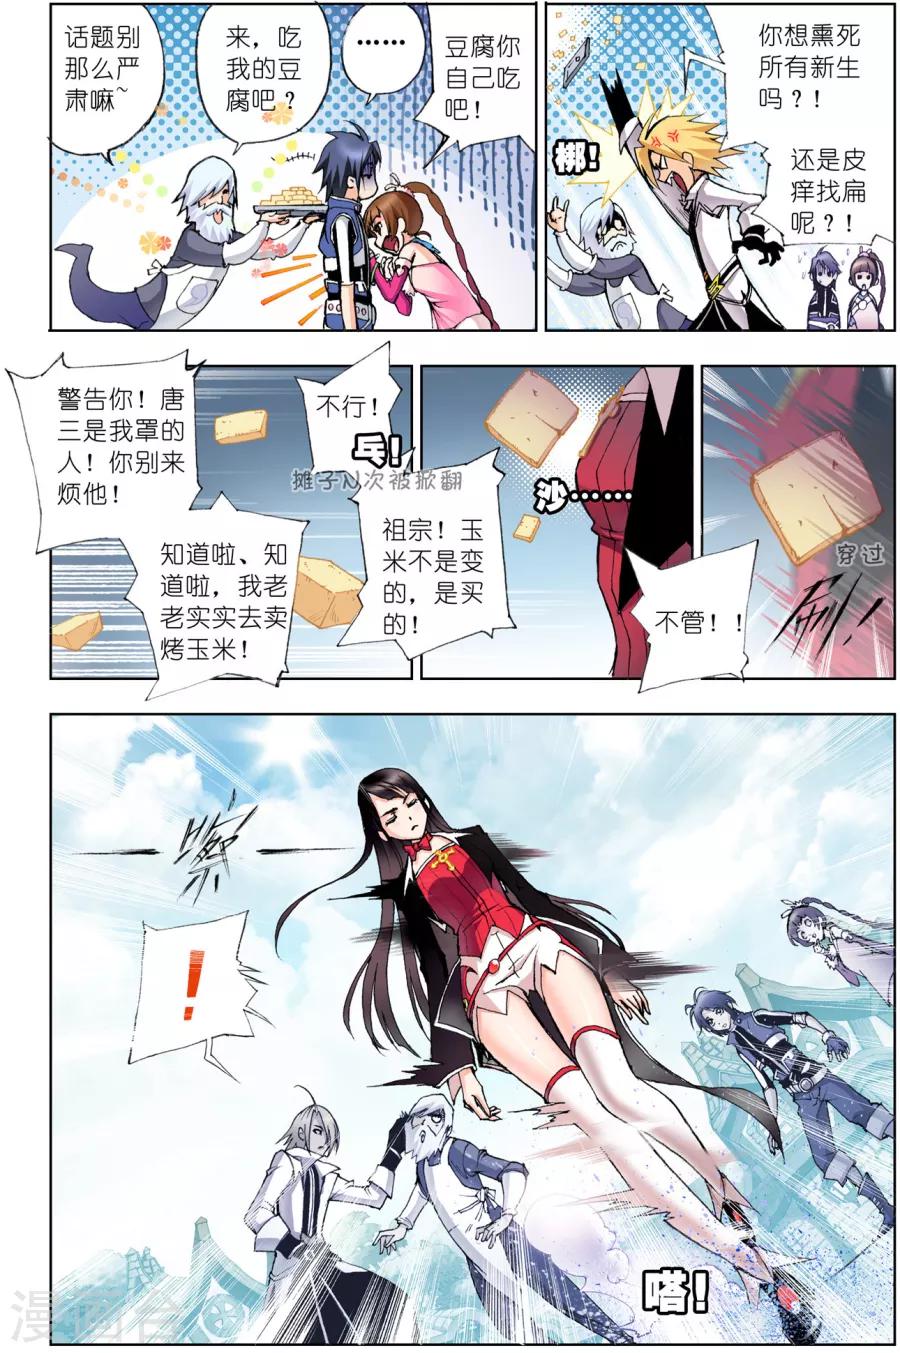 话题别
那么严
肃嘛~
来，吃
我的豆
腐吧？
……
豆腐你
自己吃
吧！
你想熏死
所有新生
吗？！
还是皮
痒找扁
呢？！
梆！
警告你！唐
三是我罩的
人！你别来
烦他！
不行！
乓！
摊子N次被掀翻
知道啦、知
道啦，我老
老实实去卖
烤玉米！
祖宗！玉
米不是变
的，是买
的！
沙……
不管！！
穿过
刷！
！
嗒！
漫画台